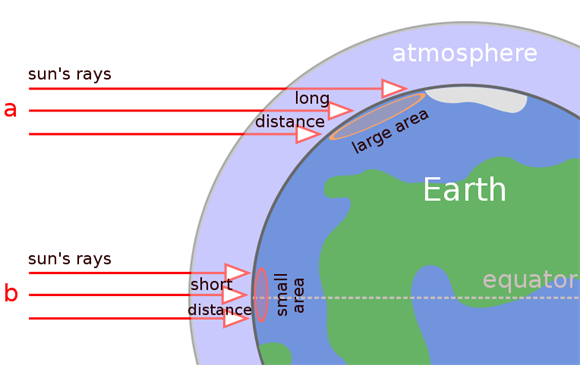 atmosphere
sun's rays
a
long
distance
large area
Earth
sun's rays
b
short
distance
small
area
equator